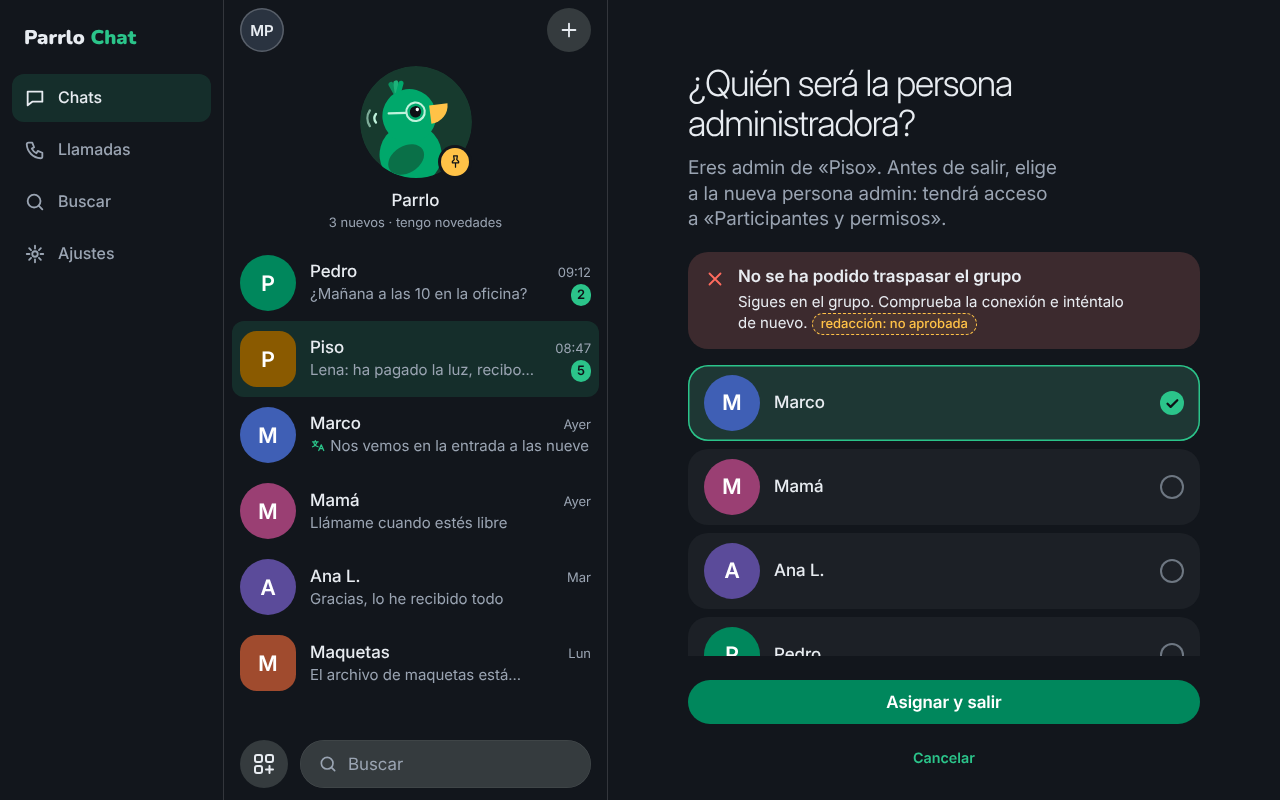 Parrlo Chat
Chats
Llamadas
Buscar
Ajustes
MP
Parrlo
3 nuevos · tengo novedades
P
Pedro
09:12
¿Mañana a las 10 en la oficina?
2
P
Piso
08:47
Lena: ha pagado la luz, recibo...
5
M
Marco
Ayer
Nos vemos en la entrada a las nueve
M
Mamá
Ayer
Llámame cuando estés libre
A
Ana L.
Mar
Gracias, lo he recibido todo
M
Maquetas
Lun
El archivo de maquetas está...
Buscar
¿Quién será la persona
administradora?
Eres admin de «Piso». Antes de salir, elige
a la nueva persona admin: tendrá acceso
a «Participantes y permisos».
No se ha podido traspasar el grupo
Sigues en el grupo. Comprueba la conexión e inténtalo
de nuevo. redacción: no aprobada
M
Marco
M
Mamá
A
Ana L.
P
Pedro
Asignar y salir
Cancelar